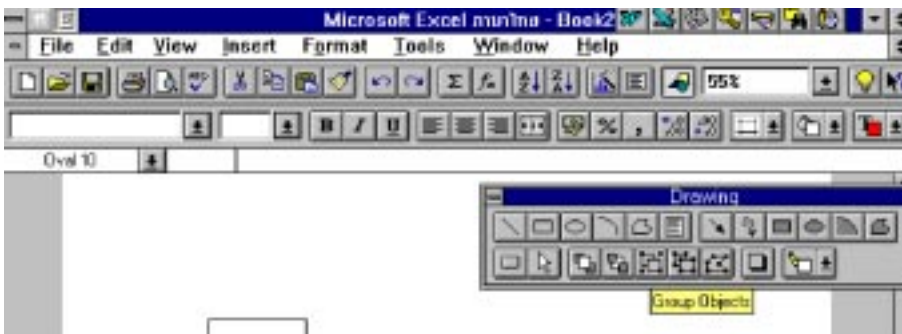 Microsoft Excel ภาษาไทย - Book2
File Edit View Insert Format Tools Window Help
55%
B I U % ,
Oval 10
Drawing
Group Objects